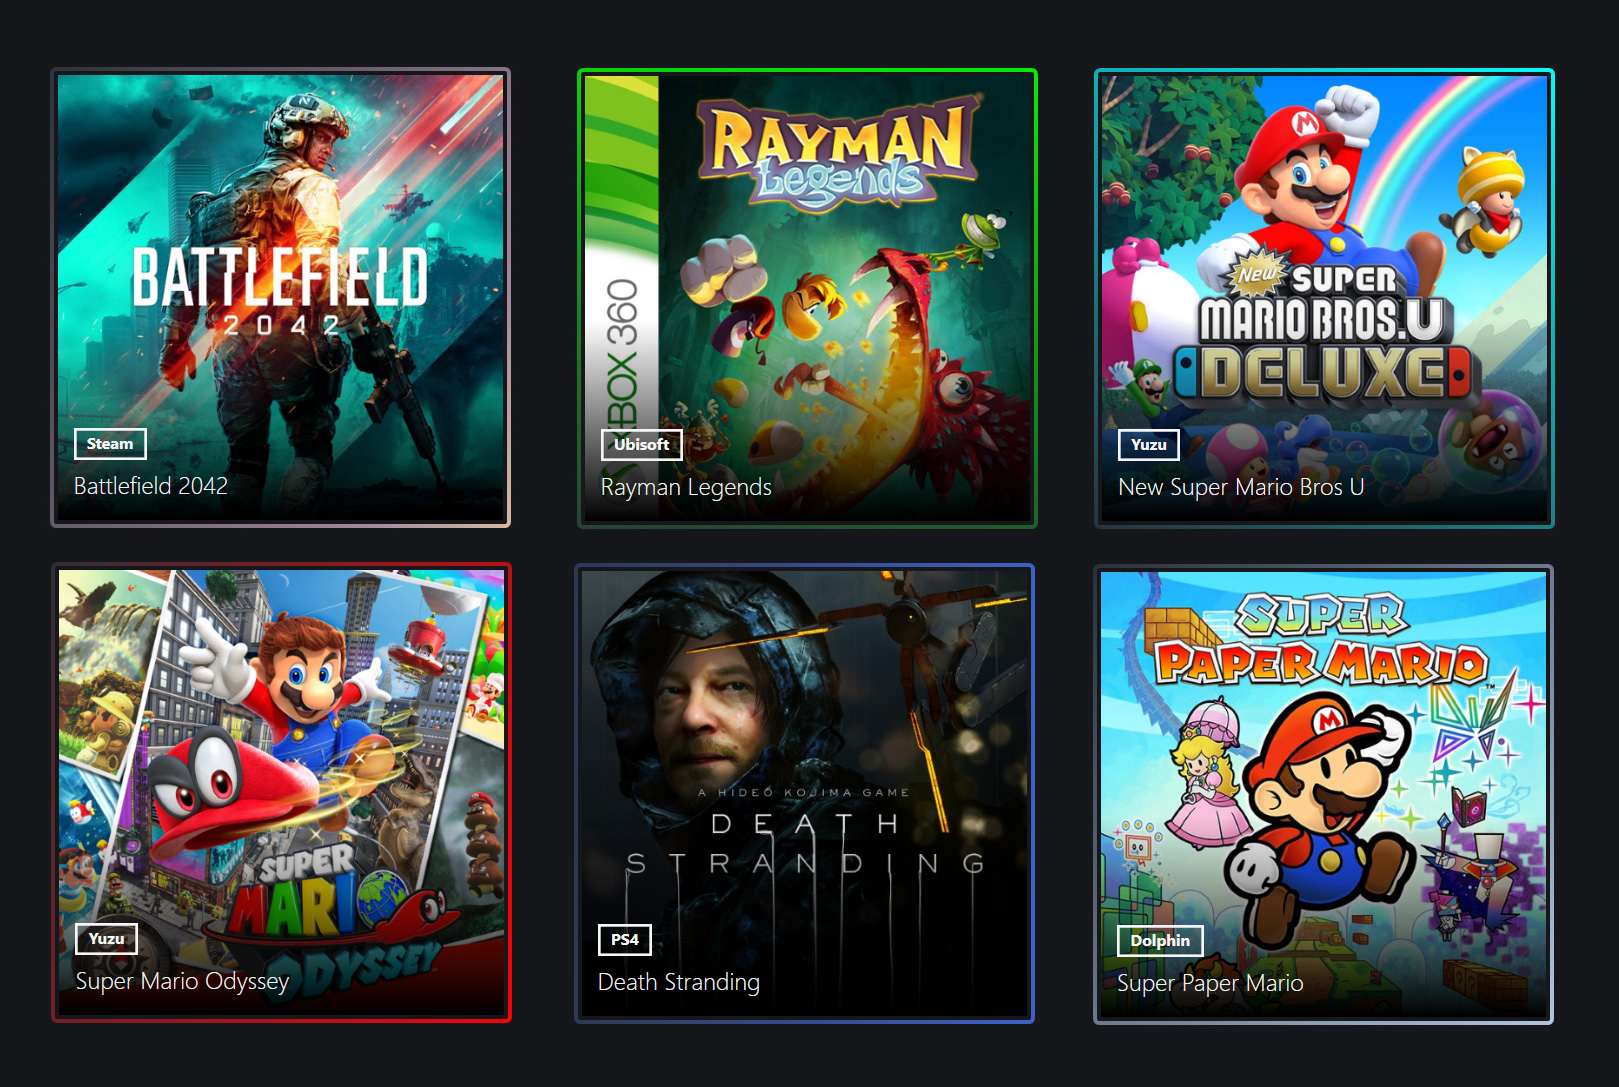 BATTLEFIELD
2042
Steam
Battlefield 2042
RAYMAN
Legends
XBOX 360
Ubisoft
Rayman Legends
New SUPER
MARIO BROS.U
DELUXE
Yuzu
New Super Mario Bros U
SUPER
MARIO
ODYSSEY
Yuzu
Super Mario Odyssey
A HIDEO KOJIMA GAME
DEATH
STRANDING
PS4
Death Stranding
SUPER
PAPER MARIO™
Dolphin
Super Paper Mario